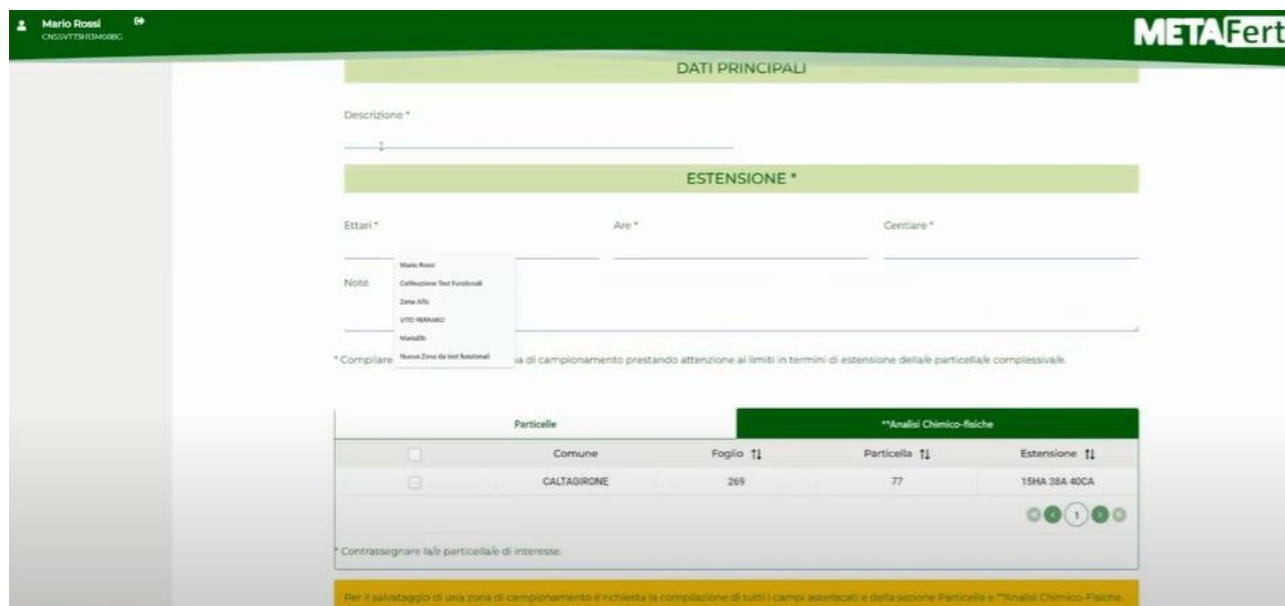 Mario Rossi
METAFert
DATI PRINCIPALI
Descrizione *
ESTENSIONE *
Ettari *
Are *
Centiare *
Note
Mario Rossi
Coltivazione Test Funzionali
Zona Alfa
VITO FERRARO
Nuova Zona da test funzionali
* Compilare
di campionamento prestando attenzione ai limiti in termini di estensione della/e particella/e complessiva/e.
Particelle
**Analisi Chimico-fisiche
Comune
Foglio
Particella
Estensione
CALTAGIRONE
269
77
15HA 38A 40CA
1
* Contrassegnare la/e particella/e di interesse.
Per il salvataggio di una zona di campionamento è richiesta la compilazione di tutti i campi asteriscati e della sezione Particelle e **Analisi Chimico-Fisiche.